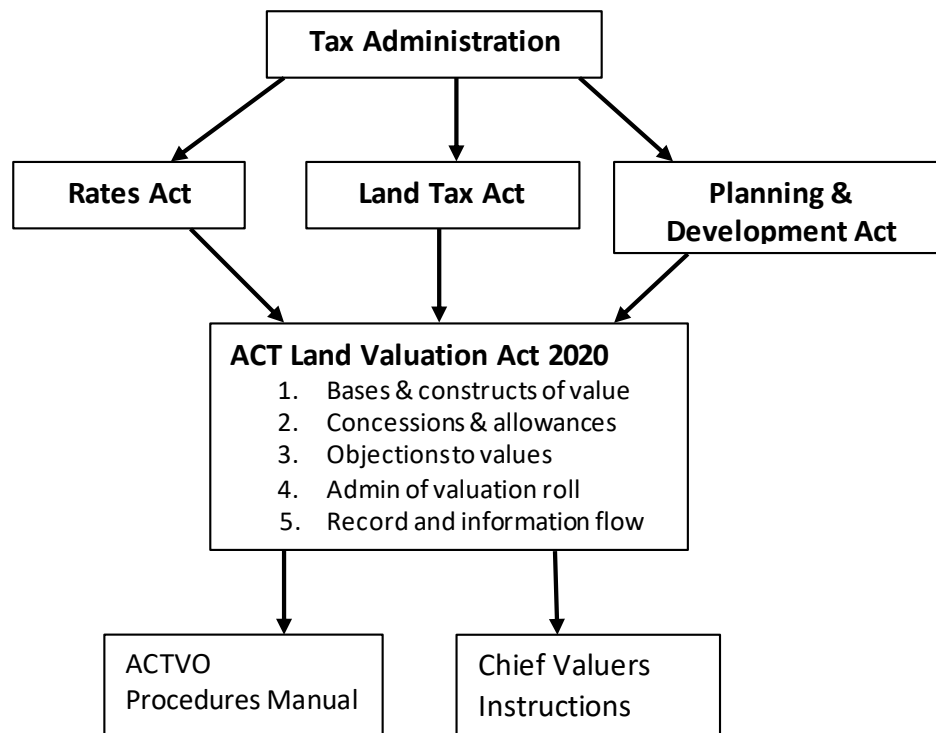 Tax Administration
Rates Act
Land Tax Act
Planning &
Development Act
ACT Land Valuation Act 2020
1. Bases & constructs of value
2. Concessions & allowances
3. Objections to values
4. Admin of valuation roll
5. Record and information flow
ACTVO
Procedures Manual
Chief Valuers
Instructions